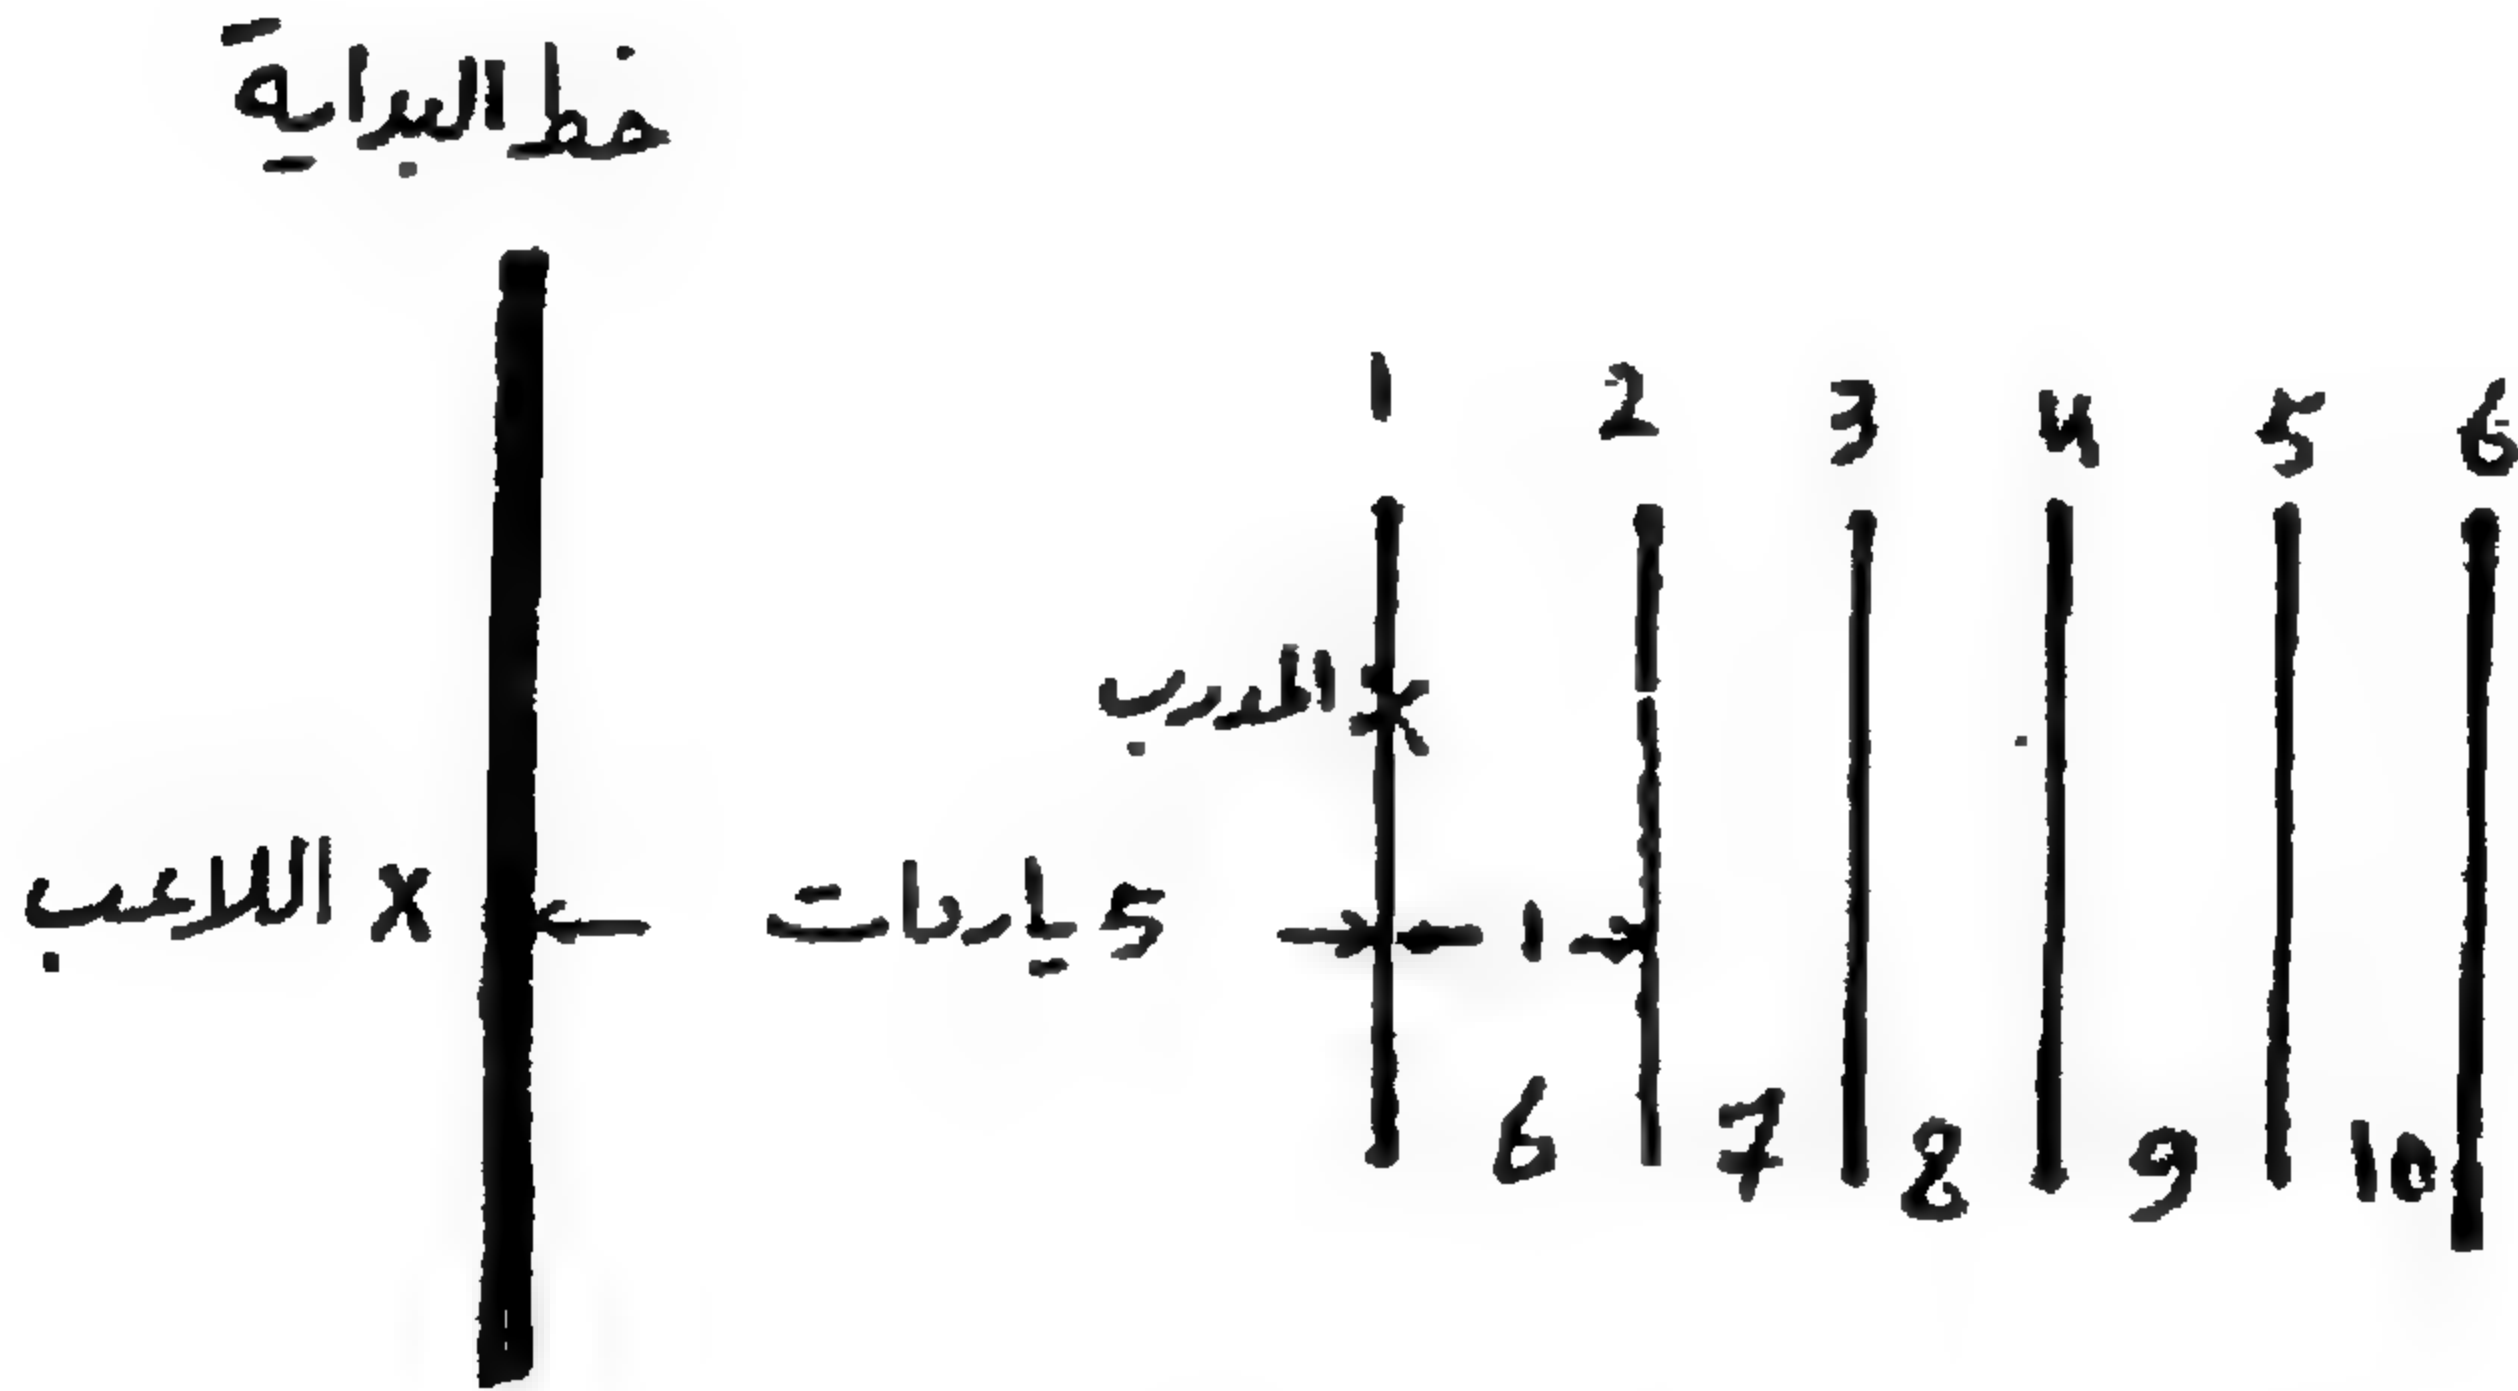 خط البداية
1 2 3 4 5 6
المدرب
اللاعب x
5 ياردات
1
6 7 8 9 10